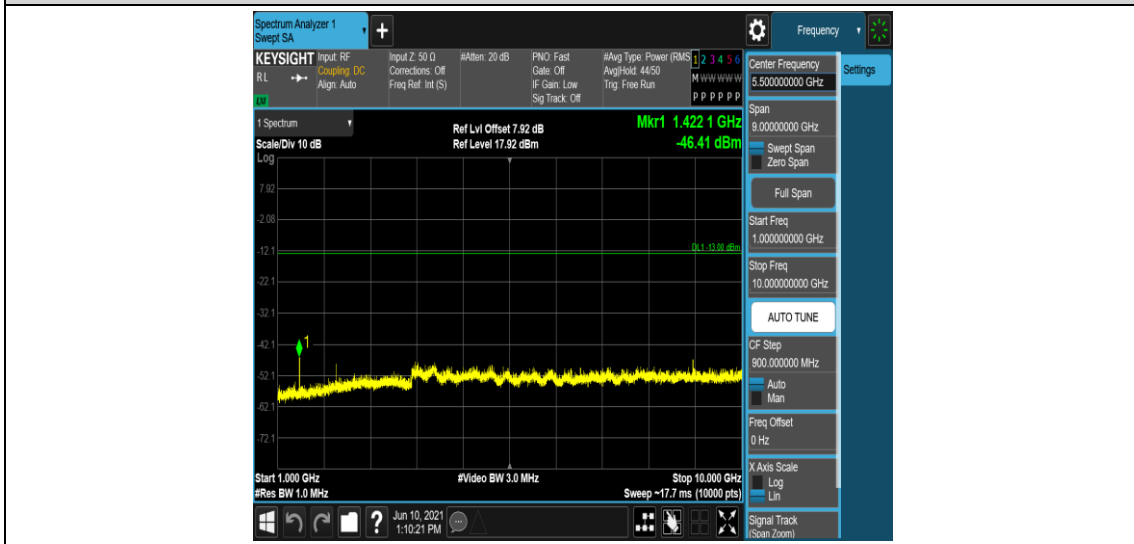 Spectrum Analyzer 1
Swept SA
+
Frequency
KEYSIGHT
RL
LXI
Input: RF
Coupling: DC
Align: Auto
Input Z: 50 Ω
Corrections: Off
Freq Ref: Int (S)
#Atten: 20 dB
PNO: Fast
Gate: Off
IF Gain: Low
Sig Track: Off
#Avg Type: Power (RMS
Avg|Hold: 44/50
Trig: Free Run
1 2 3 4 5 6
M W W W W W
P P P P P P
1 Spectrum
Scale/Div 10 dB
Log
Ref Lvl Offset 7.92 dB
Ref Level 17.92 dBm
Mkr1 1.422 1 GHz
-46.41 dBm
7.92
-2.08
-12.1
DL1 -13.00 dBm
-22.1
-32.1
-42.1
1
-52.1
-62.1
-72.1
Start 1.000 GHz
#Res BW 1.0 MHz
#Video BW 3.0 MHz
Stop 10.000 GHz
Sweep ~17.7 ms (10000 pts)
?
Jun 10, 2021
1:10:21 PM
Center Frequency
5.500000000 GHz
Settings
Span
9.00000000 GHz
Swept Span
Zero Span
Full Span
Start Freq
1.000000000 GHz
Stop Freq
10.000000000 GHz
AUTO TUNE
CF Step
900.000000 MHz
Auto
Man
Freq Offset
0 Hz
X Axis Scale
Log
Lin
Signal Track
(Span Zoom)